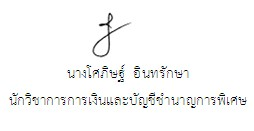 นางโศภิษฐ์ อินทรักษา
นักวิชาการการเงินและบัญชีชำนาญการพิเศษ